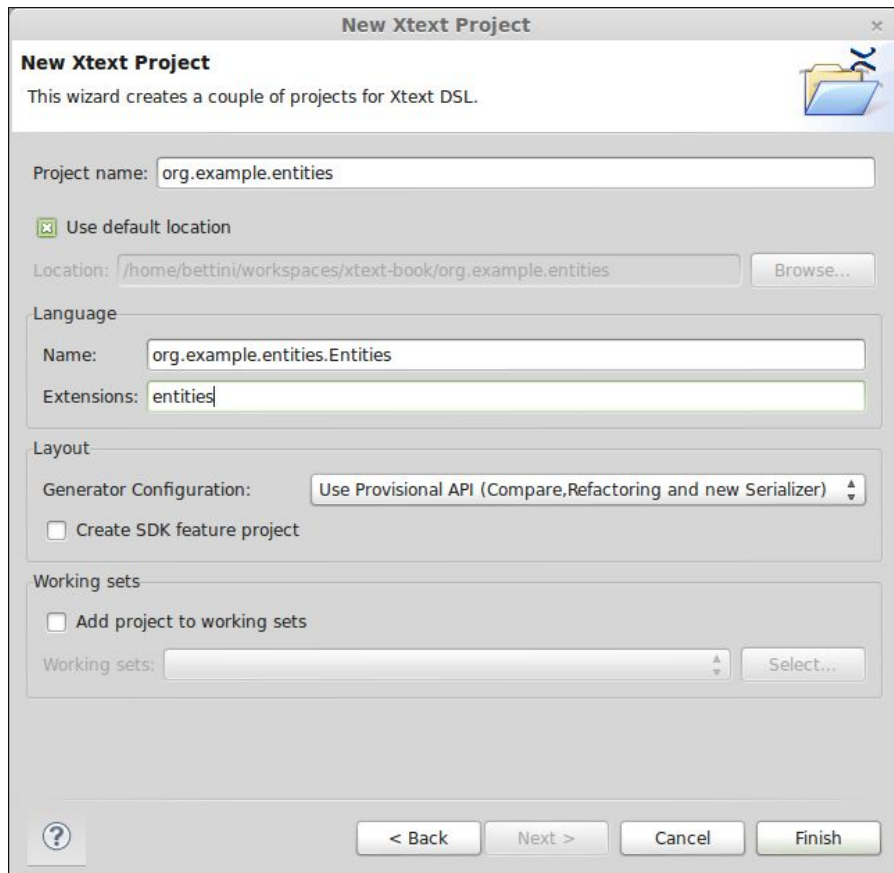 New Xtext Project
New Xtext Project
This wizard creates a couple of projects for Xtext DSL.
Project name: org.example.entities
Use default location
Location: /home/bettini/workspaces/xtext-book/org.example.entities Browse...
Language
Name: org.example.entities.Entities
Extensions: entities
Layout
Generator Configuration: Use Provisional API (Compare,Refactoring and new Serializer)
Create SDK feature project
Working sets
Add project to working sets
Working sets: Select...
? < Back Next > Cancel Finish